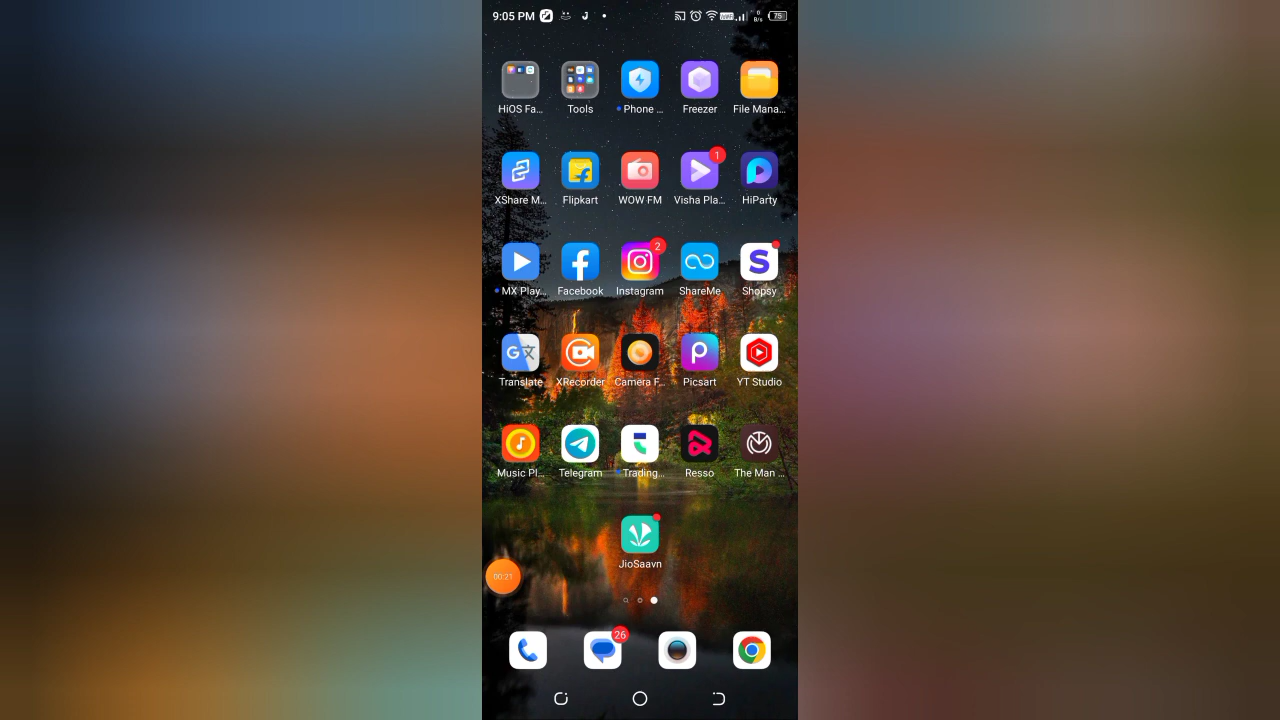 9:05 PM J 0 B/s 75
HiOS Fa... Tools Phone ... Freezer File Mana...
1
XShare M... Flipkart WOW FM Visha Pla... HiParty
2
MX Play... Facebook Instagram ShareMe Shopsy
Translate XRecorder Camera F... Picsart YT Studio
Music Pl... Telegram Trading... Resso The Man ...
JioSaavn
00:21
26